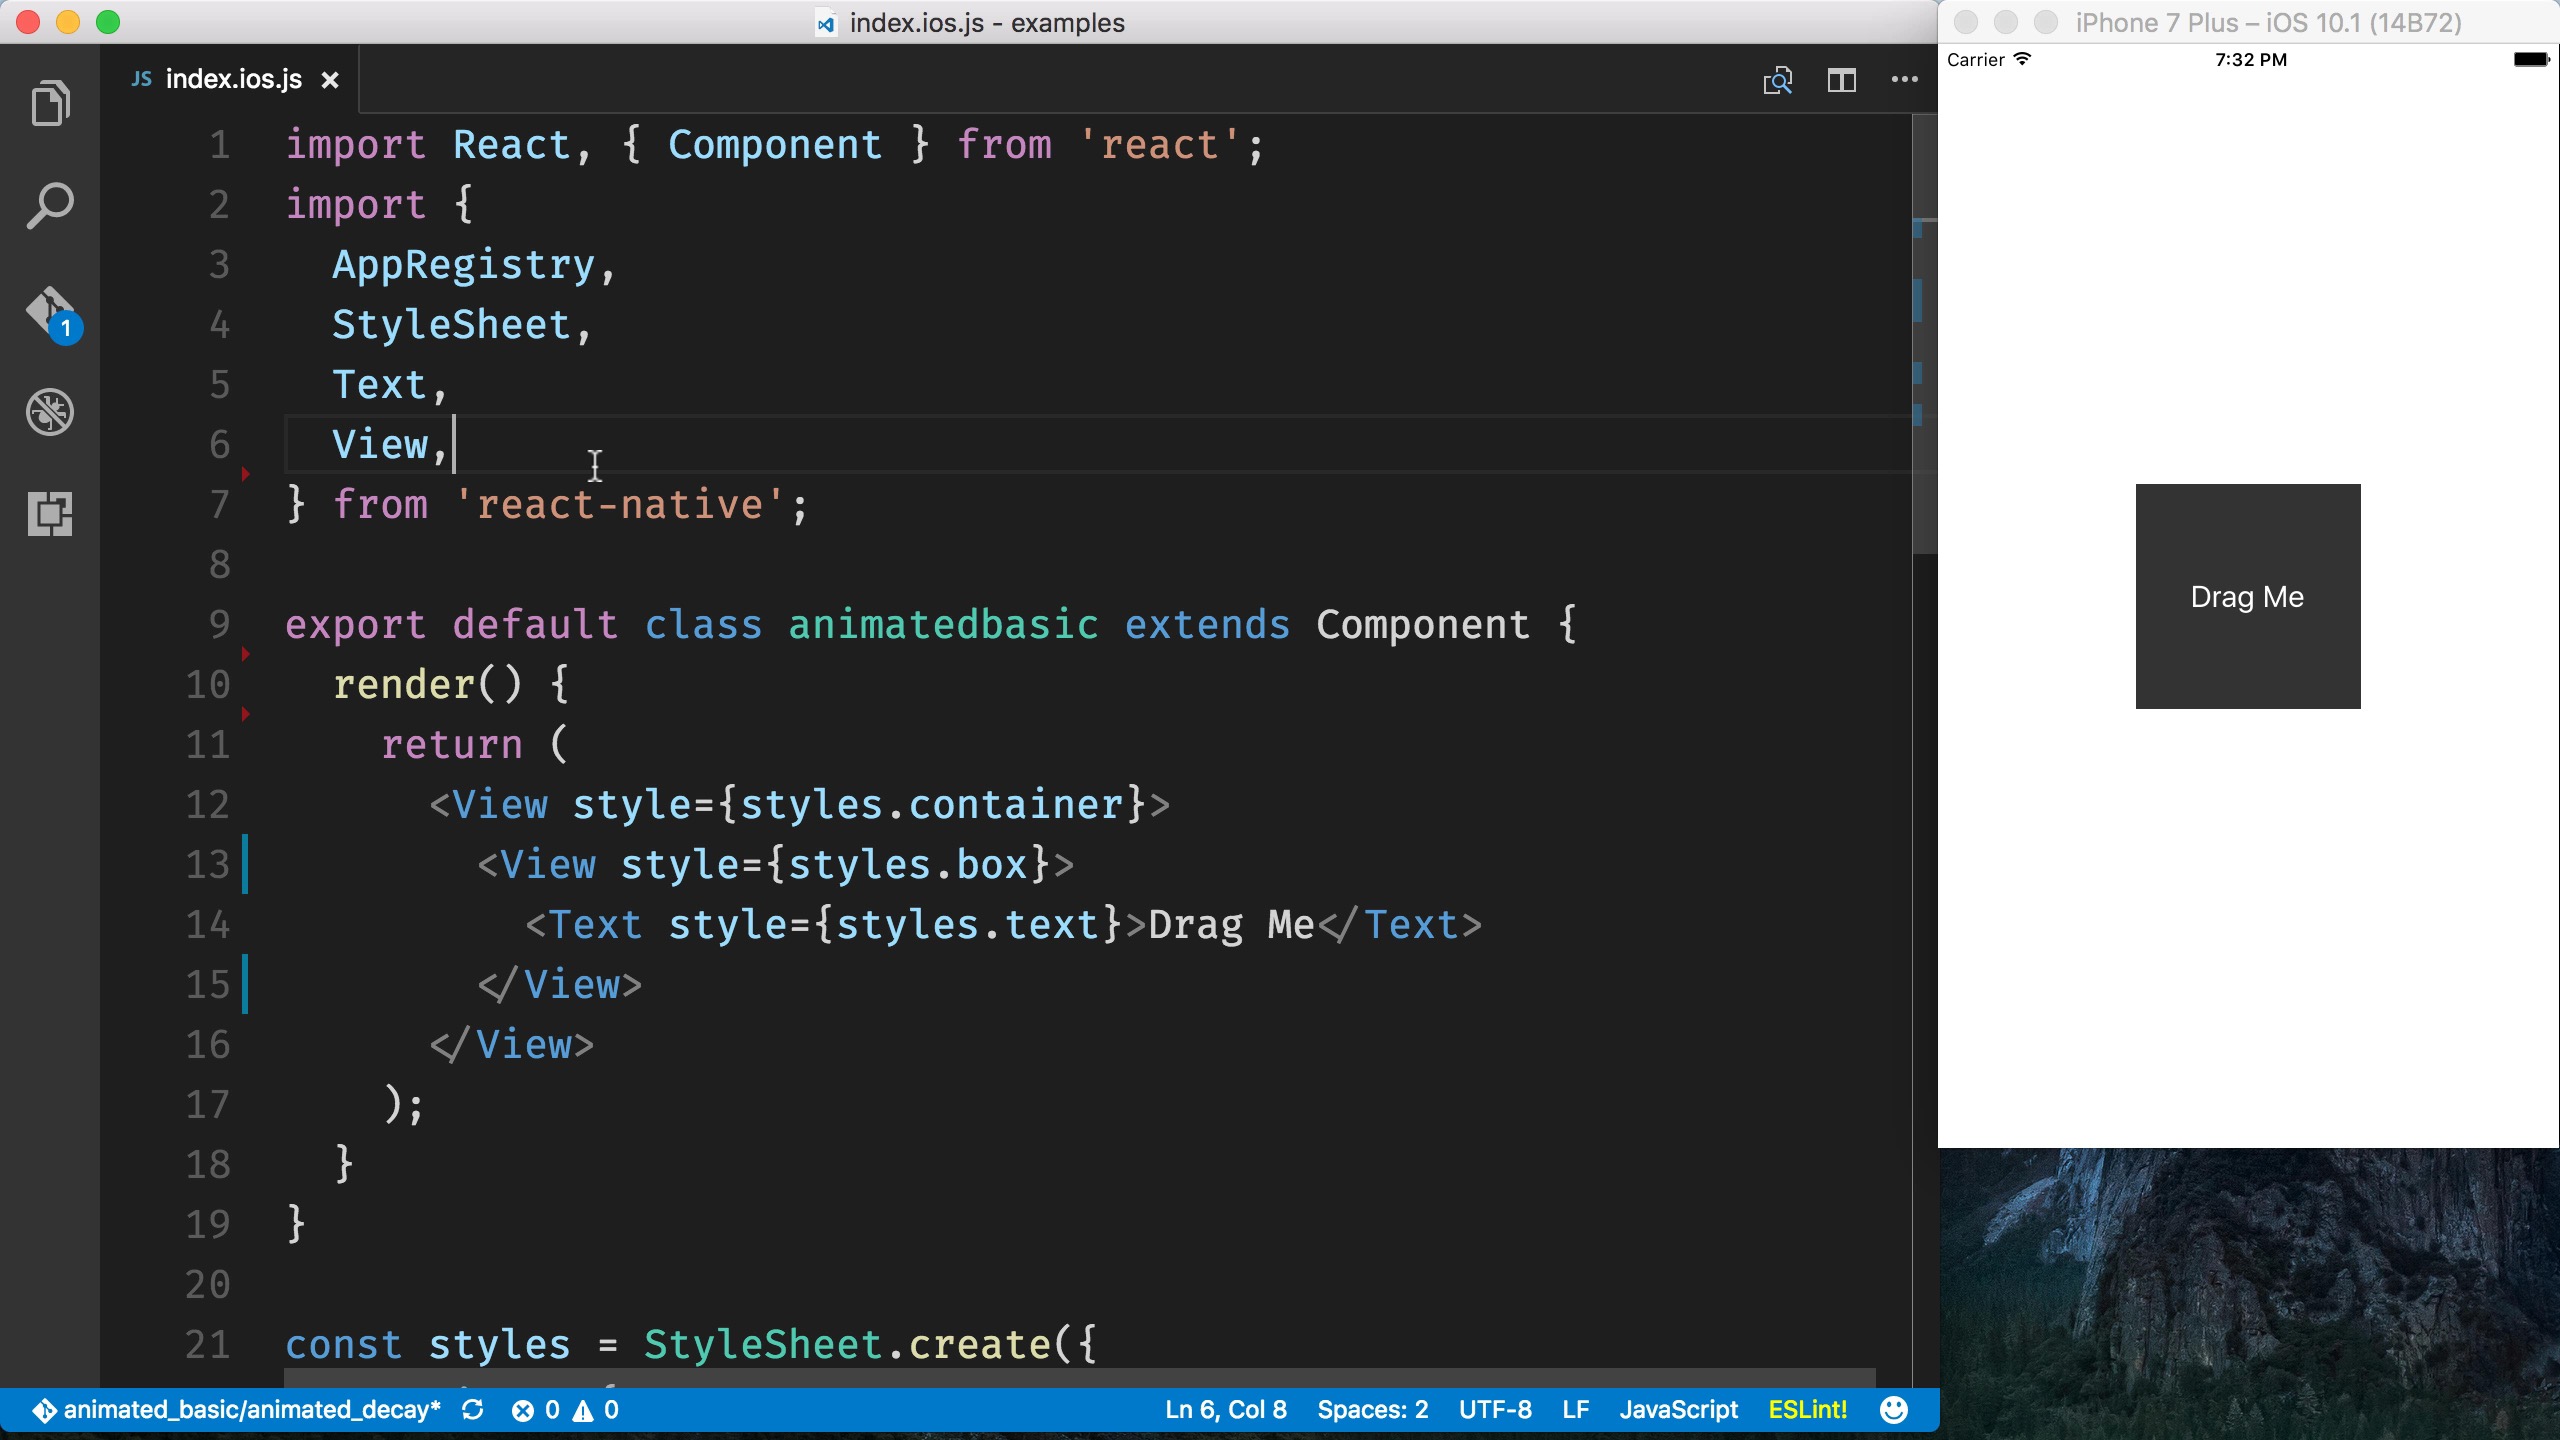 index.ios.js - examples
JS index.ios.js
1 import React, { Component } from 'react';
2 import {
3 AppRegistry,
4 StyleSheet,
5 Text,
6 View,
7 } from 'react-native';
8
9 export default class animatedbasic extends Component {
10 render() {
11 return (
12 <View style={styles.container}>
13 <View style={styles.box}>
14 <Text style={styles.text}>Drag Me</Text>
15 </View>
16 </View>
17 );
18 }
19 }
20
21 const styles = StyleSheet.create({
1
animated_basic/animated_decay* 0 0 Ln 6, Col 8 Spaces: 2 UTF-8 LF JavaScript ESLint!
iPhone 7 Plus – iOS 10.1 (14B72)
Carrier 7:32 PM
Drag Me